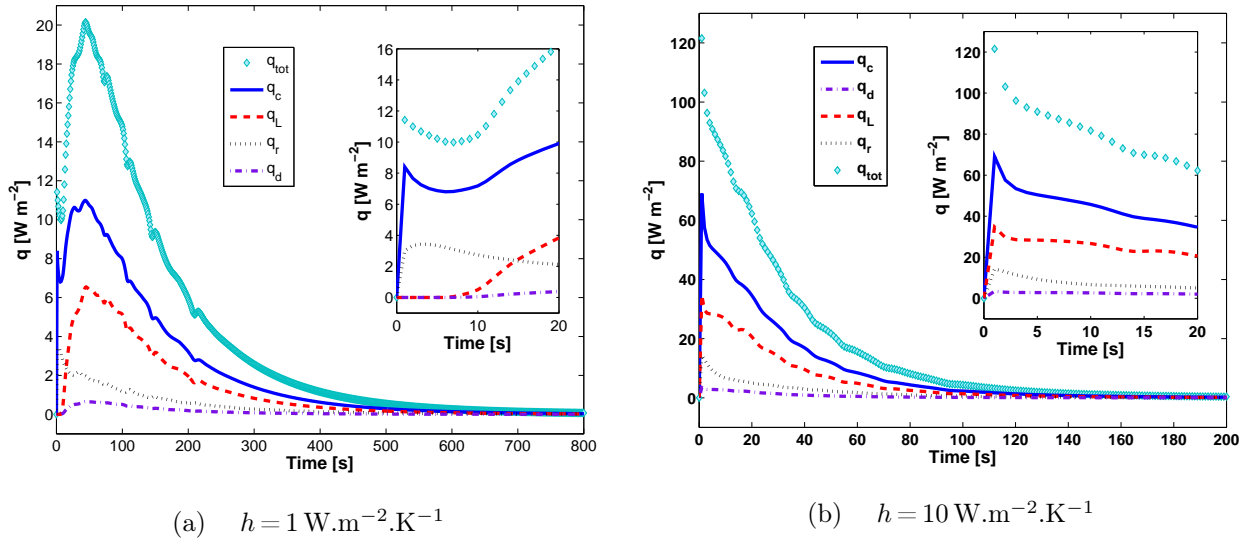 20
18
16
14
12
10
8
6
4
2
0
q [W m⁻²]
0 100 200 300 400 500 600 700 800
Time [s]
q_tot
q_c
q_L
q_r
q_d
16
14
12
10
8
6
4
2
0
q [W m⁻²]
0 10 20
Time [s]
(a) h = 1 W.m⁻².K⁻¹
120
100
80
60
40
20
0
q [W m⁻²]
0 20 40 60 80 100 120 140 160 180 200
Time [s]
q_c
q_d
q_L
q_r
q_tot
120
100
80
60
40
20
0
q [W m⁻²]
0 5 10 15 20
Time [s]
(b) h = 10 W.m⁻².K⁻¹